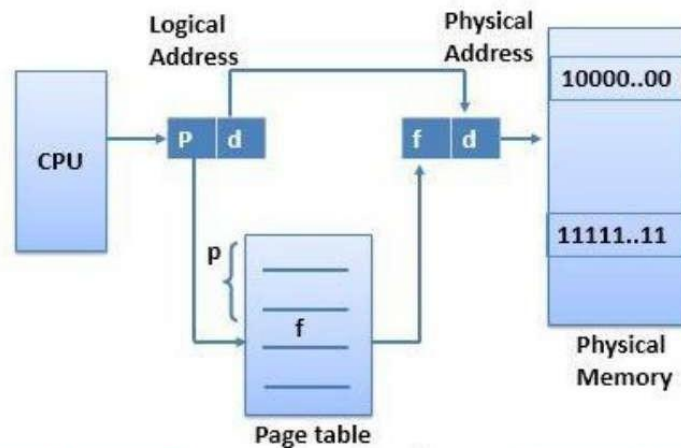 Logical
Address
Physical
Address
10000..00
CPU
P d
f d
p
11111..11
f
Physical
Memory
Page table